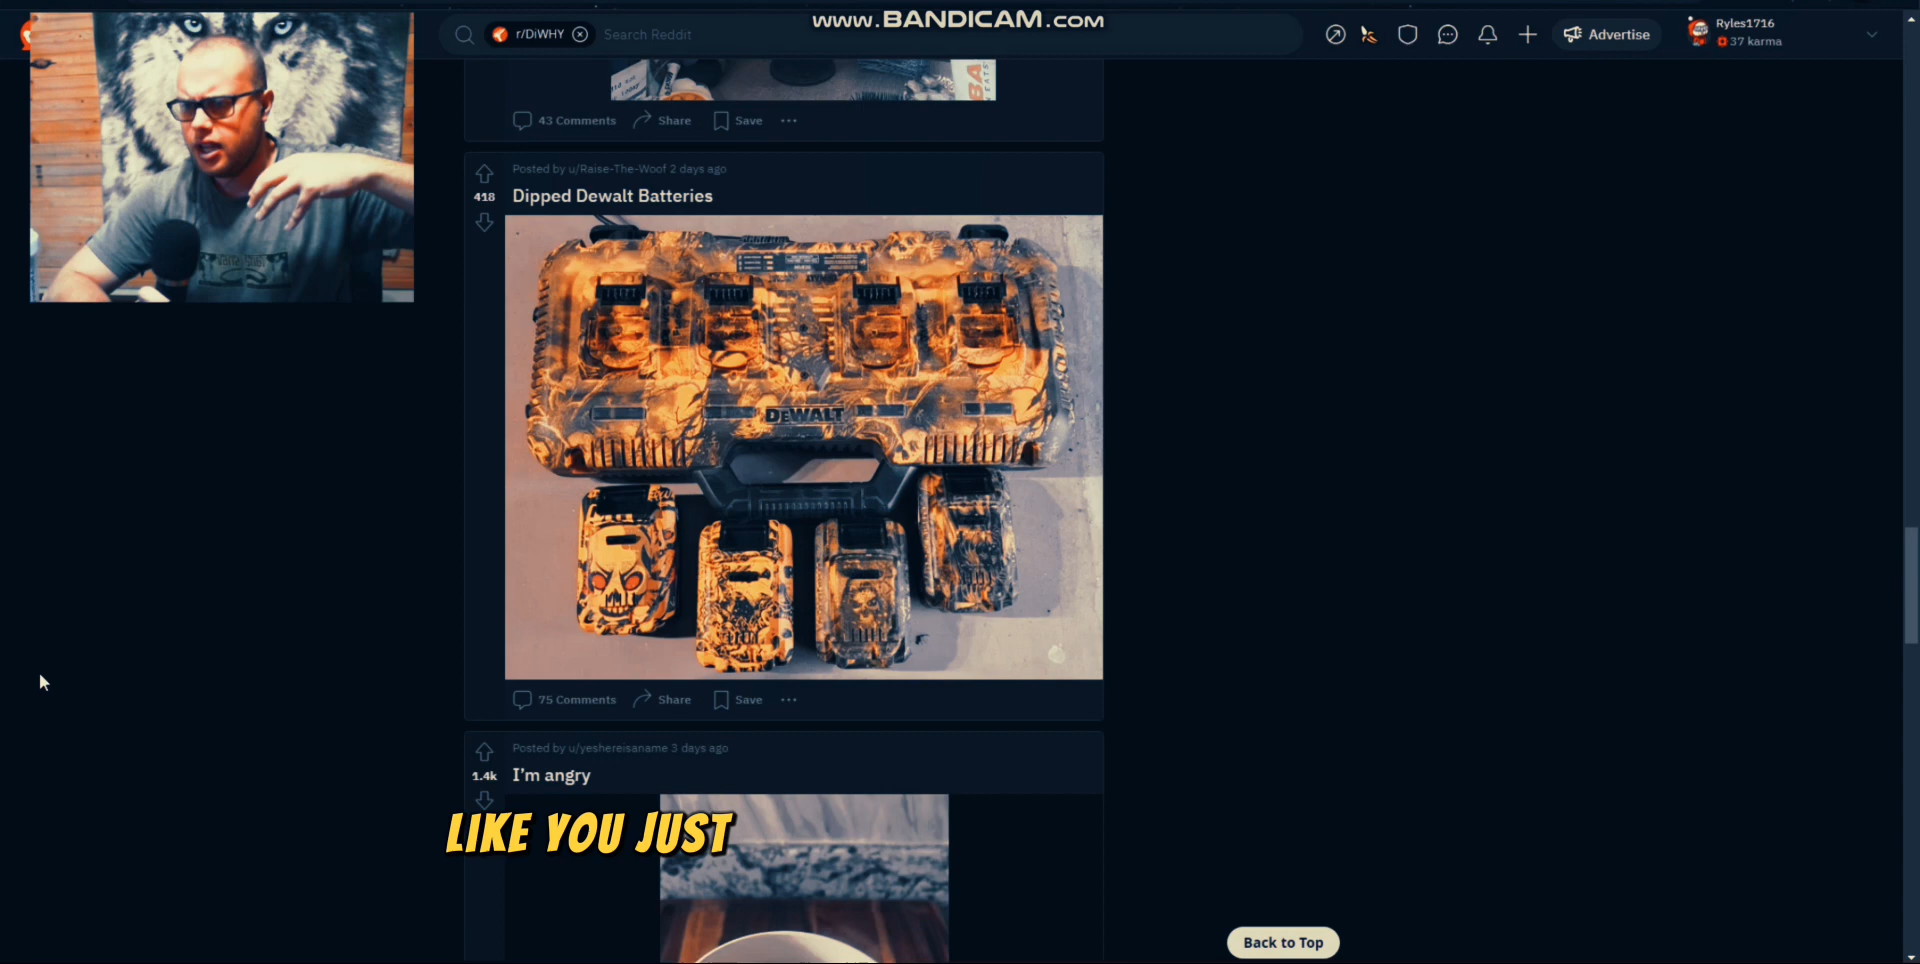 www.BANDICAM.com
r/DiWHY
Search Reddit
Advertise
Ryles1716
37 karma
43 Comments
Share
Save
Posted by u/Raise-The-Woof 2 days ago
418
Dipped Dewalt Batteries
DEWALT
75 Comments
Share
Save
Posted by u/yeshereisaname 3 days ago
1.4k
I'm angry
LIKE YOU JUST
Back to Top